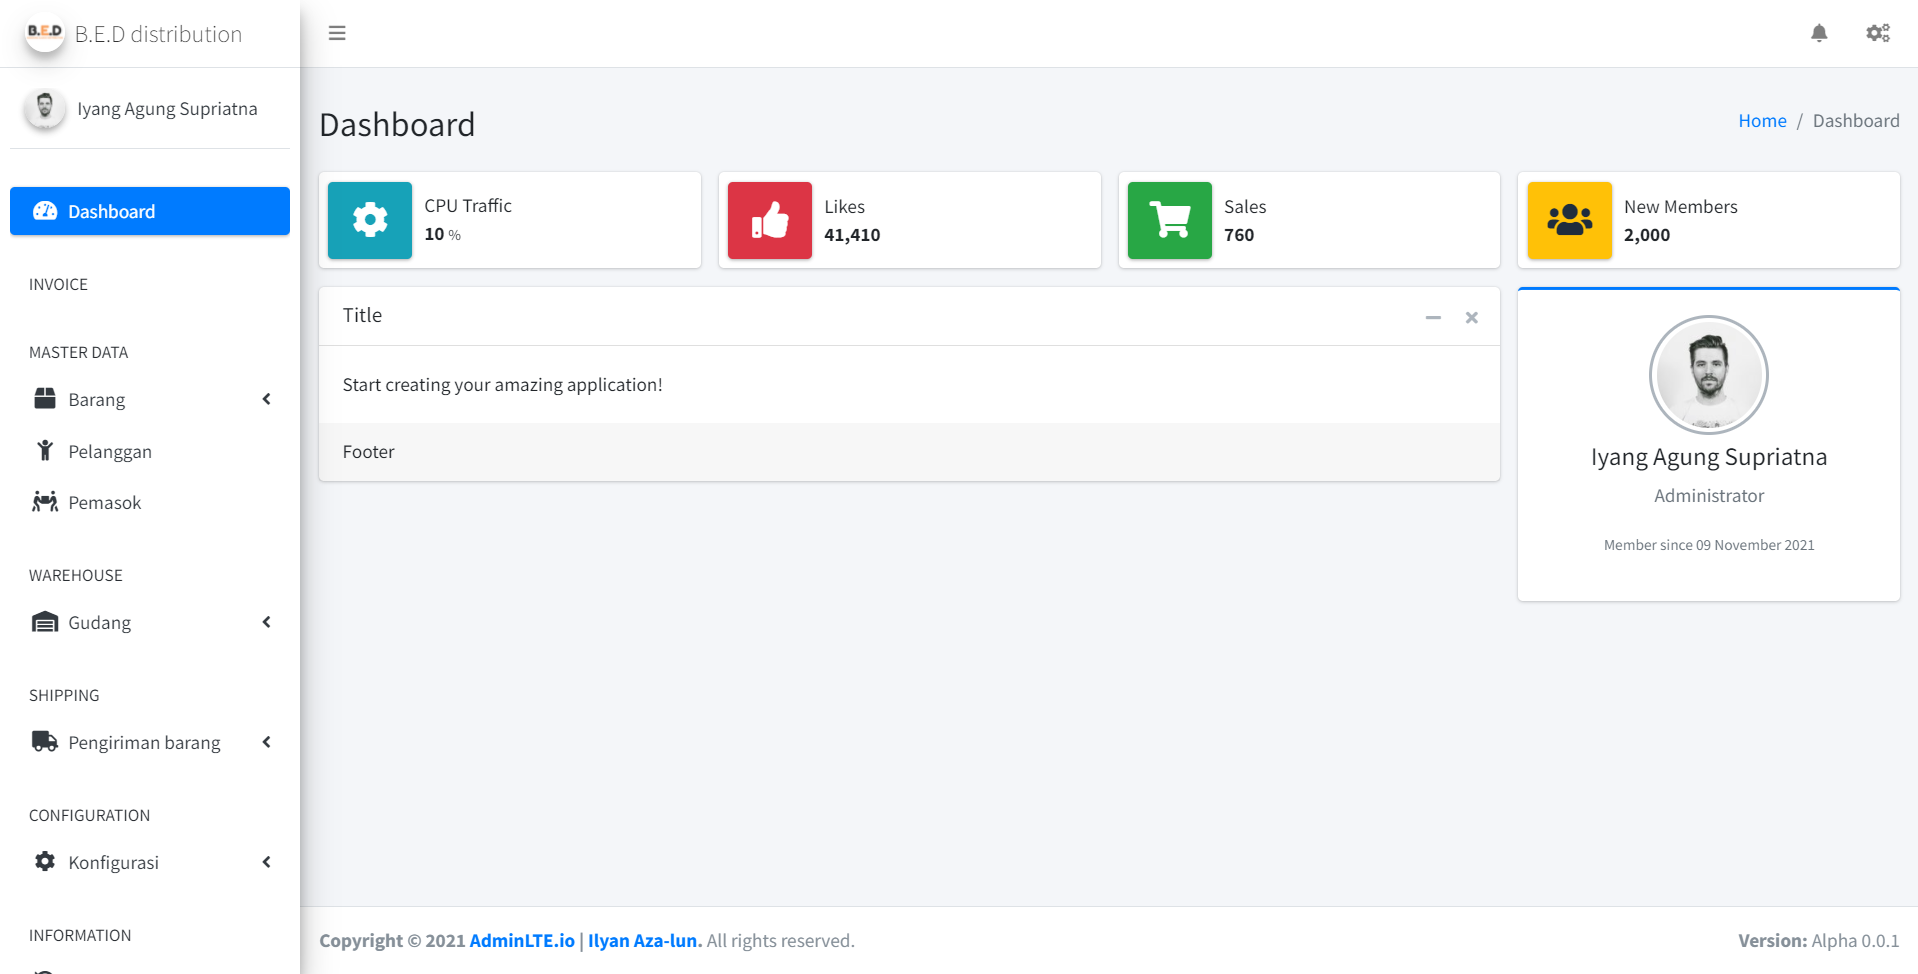 B.E.D B.E.D distribution
Iyang Agung Supriatna
Dashboard
INVOICE
MASTER DATA
Barang
Pelanggan
Pemasok
WAREHOUSE
Gudang
SHIPPING
Pengiriman barang
CONFIGURATION
Konfigurasi
INFORMATION
Dashboard
Home / Dashboard
CPU Traffic
10 %
Likes
41,410
Sales
760
New Members
2,000
Title
Start creating your amazing application!
Footer
Iyang Agung Supriatna
Administrator
Member since 09 November 2021
Copyright © 2021 AdminLTE.io | Ilyan Aza-lun. All rights reserved.
Version: Alpha 0.0.1